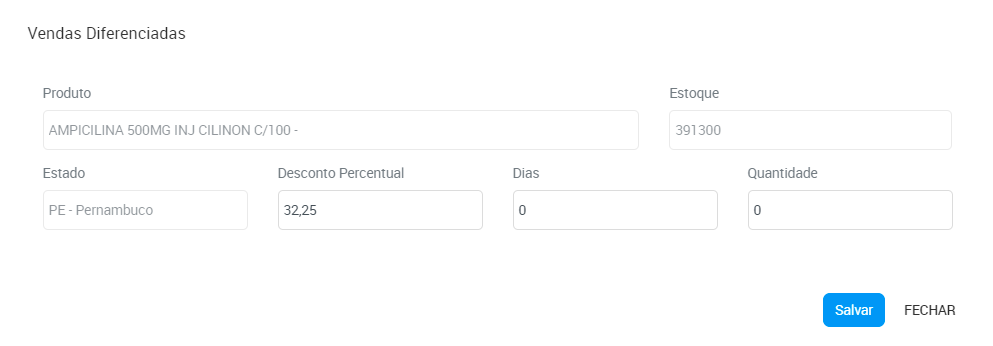 Vendas Diferenciadas
Produto Estoque
AMPICILINA 500MG INJ CILINON C/100 - 391300
Estado Desconto Percentual Dias Quantidade
PE - Pernambuco 32,25 0 0
Salvar FECHAR